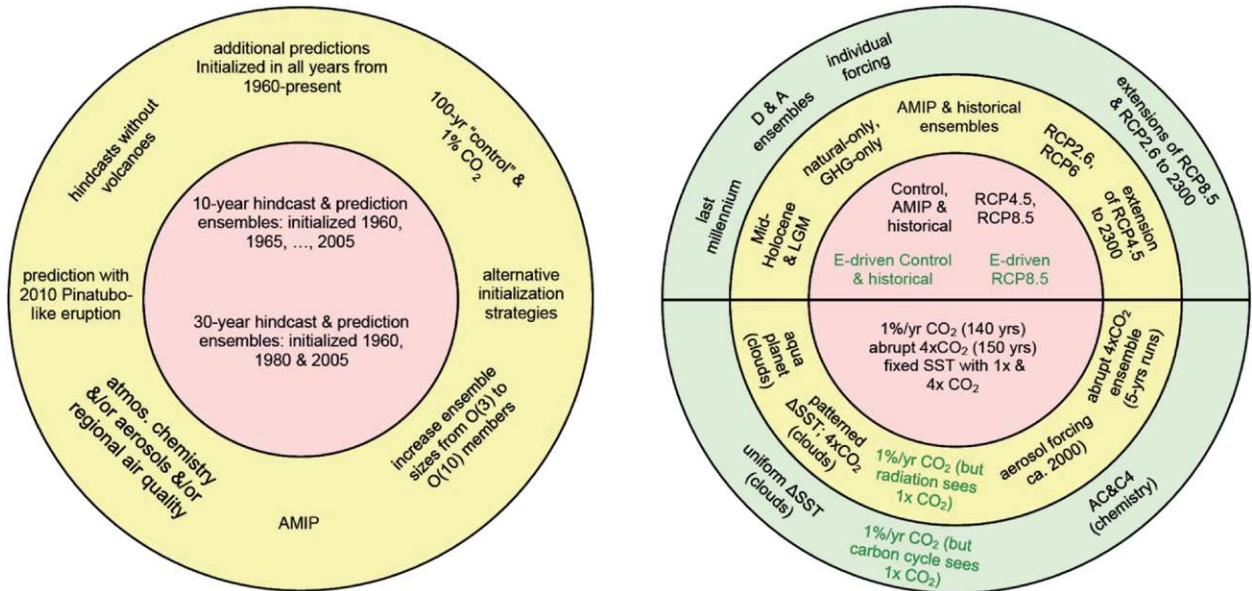 additional predictions
Initialized in all years from
1960-present
hindcasts without
volcanoes
100-yr “control” &
1% CO₂
10-year hindcast & prediction
ensembles: initialized 1960,
1965, …, 2005
prediction with
2010 Pinatubo-
like eruption
alternative
initialization
strategies
30-year hindcast & prediction
ensembles: initialized 1960,
1980 & 2005
atmos. chemistry
&/or aerosols &/or
regional air quality
increase ensemble
sizes from O(3) to
O(10) members
AMIP
individual
forcing
D & A
ensembles
last
millennium
extensions of RCP8.5
& RCP2.6 to 2300
AMIP & historical
ensembles
natural-only,
GHG-only
Mid-
Holocene
& LGM
RCP2.6,
RCP6
extension
of RCP4.5
to 2300
Control,
AMIP &
historical
RCP4.5,
RCP8.5
E-driven Control
& historical
E-driven
RCP8.5
1%/yr CO₂ (140 yrs)
abrupt 4xCO₂ (150 yrs)
fixed SST with 1x &
4x CO₂
aqua
planet
(clouds)
patterned
ΔSST; 4xCO₂
(clouds)
1%/yr CO₂ (but
radiation sees
1x CO₂)
aerosol forcing
ca. 2000)
abrupt 4xCO₂
ensemble
(5-yrs runs)
uniform ΔSST
(clouds)
1%/yr CO₂ (but
carbon cycle sees
1x CO₂)
AC&C4
(chemistry)